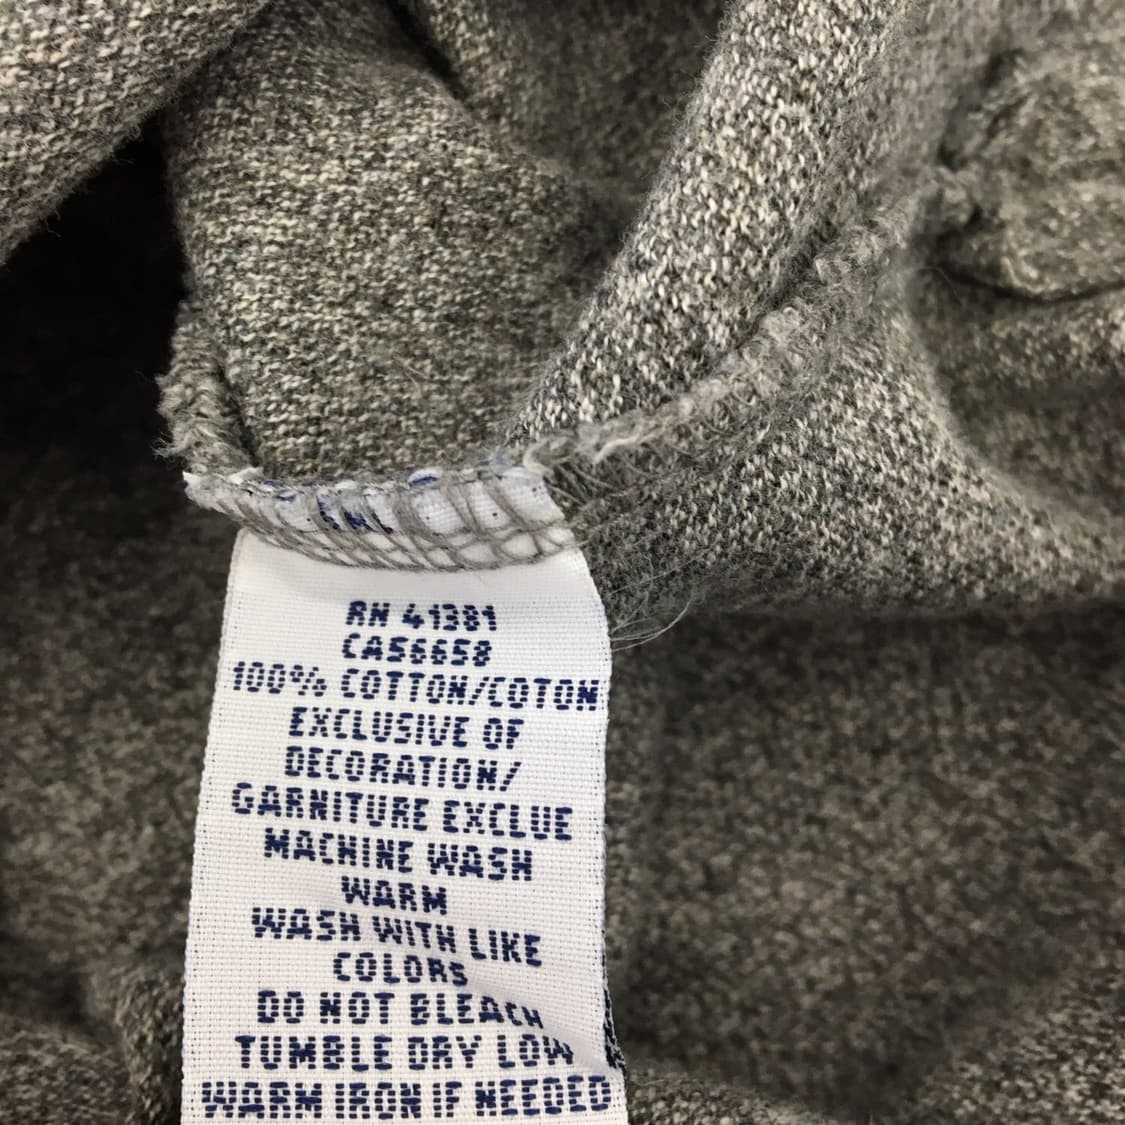 RN 41381
CA56658
100% COTTON/COTON
EXCLUSIVE OF
DECORATION/
GARNITURE EXCLUE
MACHINE WASH
WARM
WASH WITH LIKE
COLORS
DO NOT BLEACH
TUMBLE DRY LOW
WARM IRON IF NEEDED